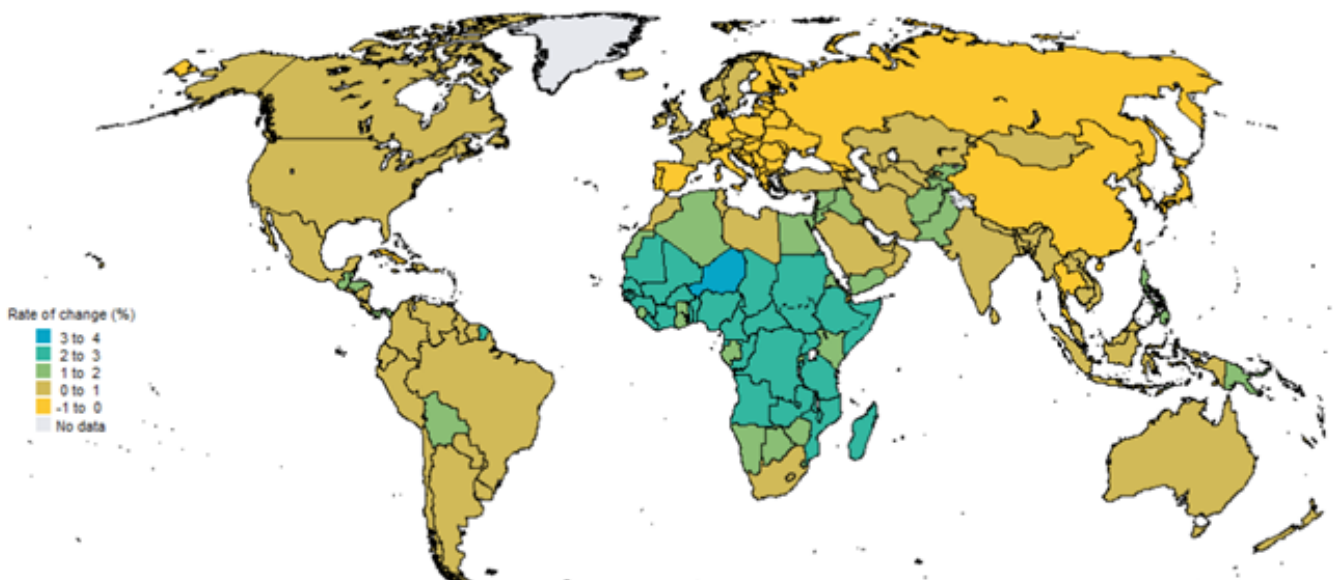 Rate of change (%)
3 to 4
2 to 3
1 to 2
0 to 1
-1 to 0
No data